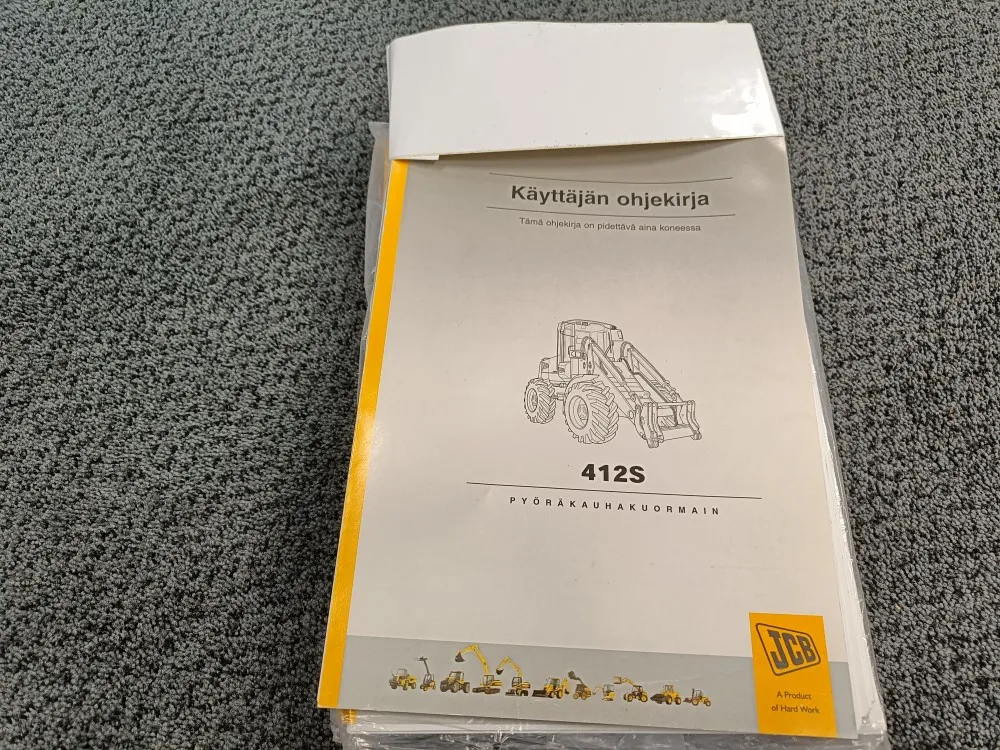 Käyttäjän ohjekirja
Tämä ohjekirja on pidettävä aina koneessa
412S
PYÖRÄKAUHAKUORMAIN
JCB
A Product
of Hard Work